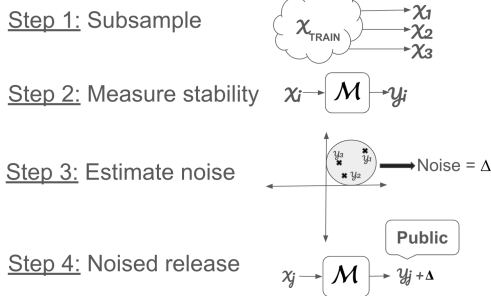 Step 1: Subsample
X TRAIN
X1
X2
X3
Step 2: Measure stability
Xi M yi
Step 3: Estimate noise
y3 y1
y2
Noise = Δ
Public
Step 4: Noised release
Xj M yj + Δ